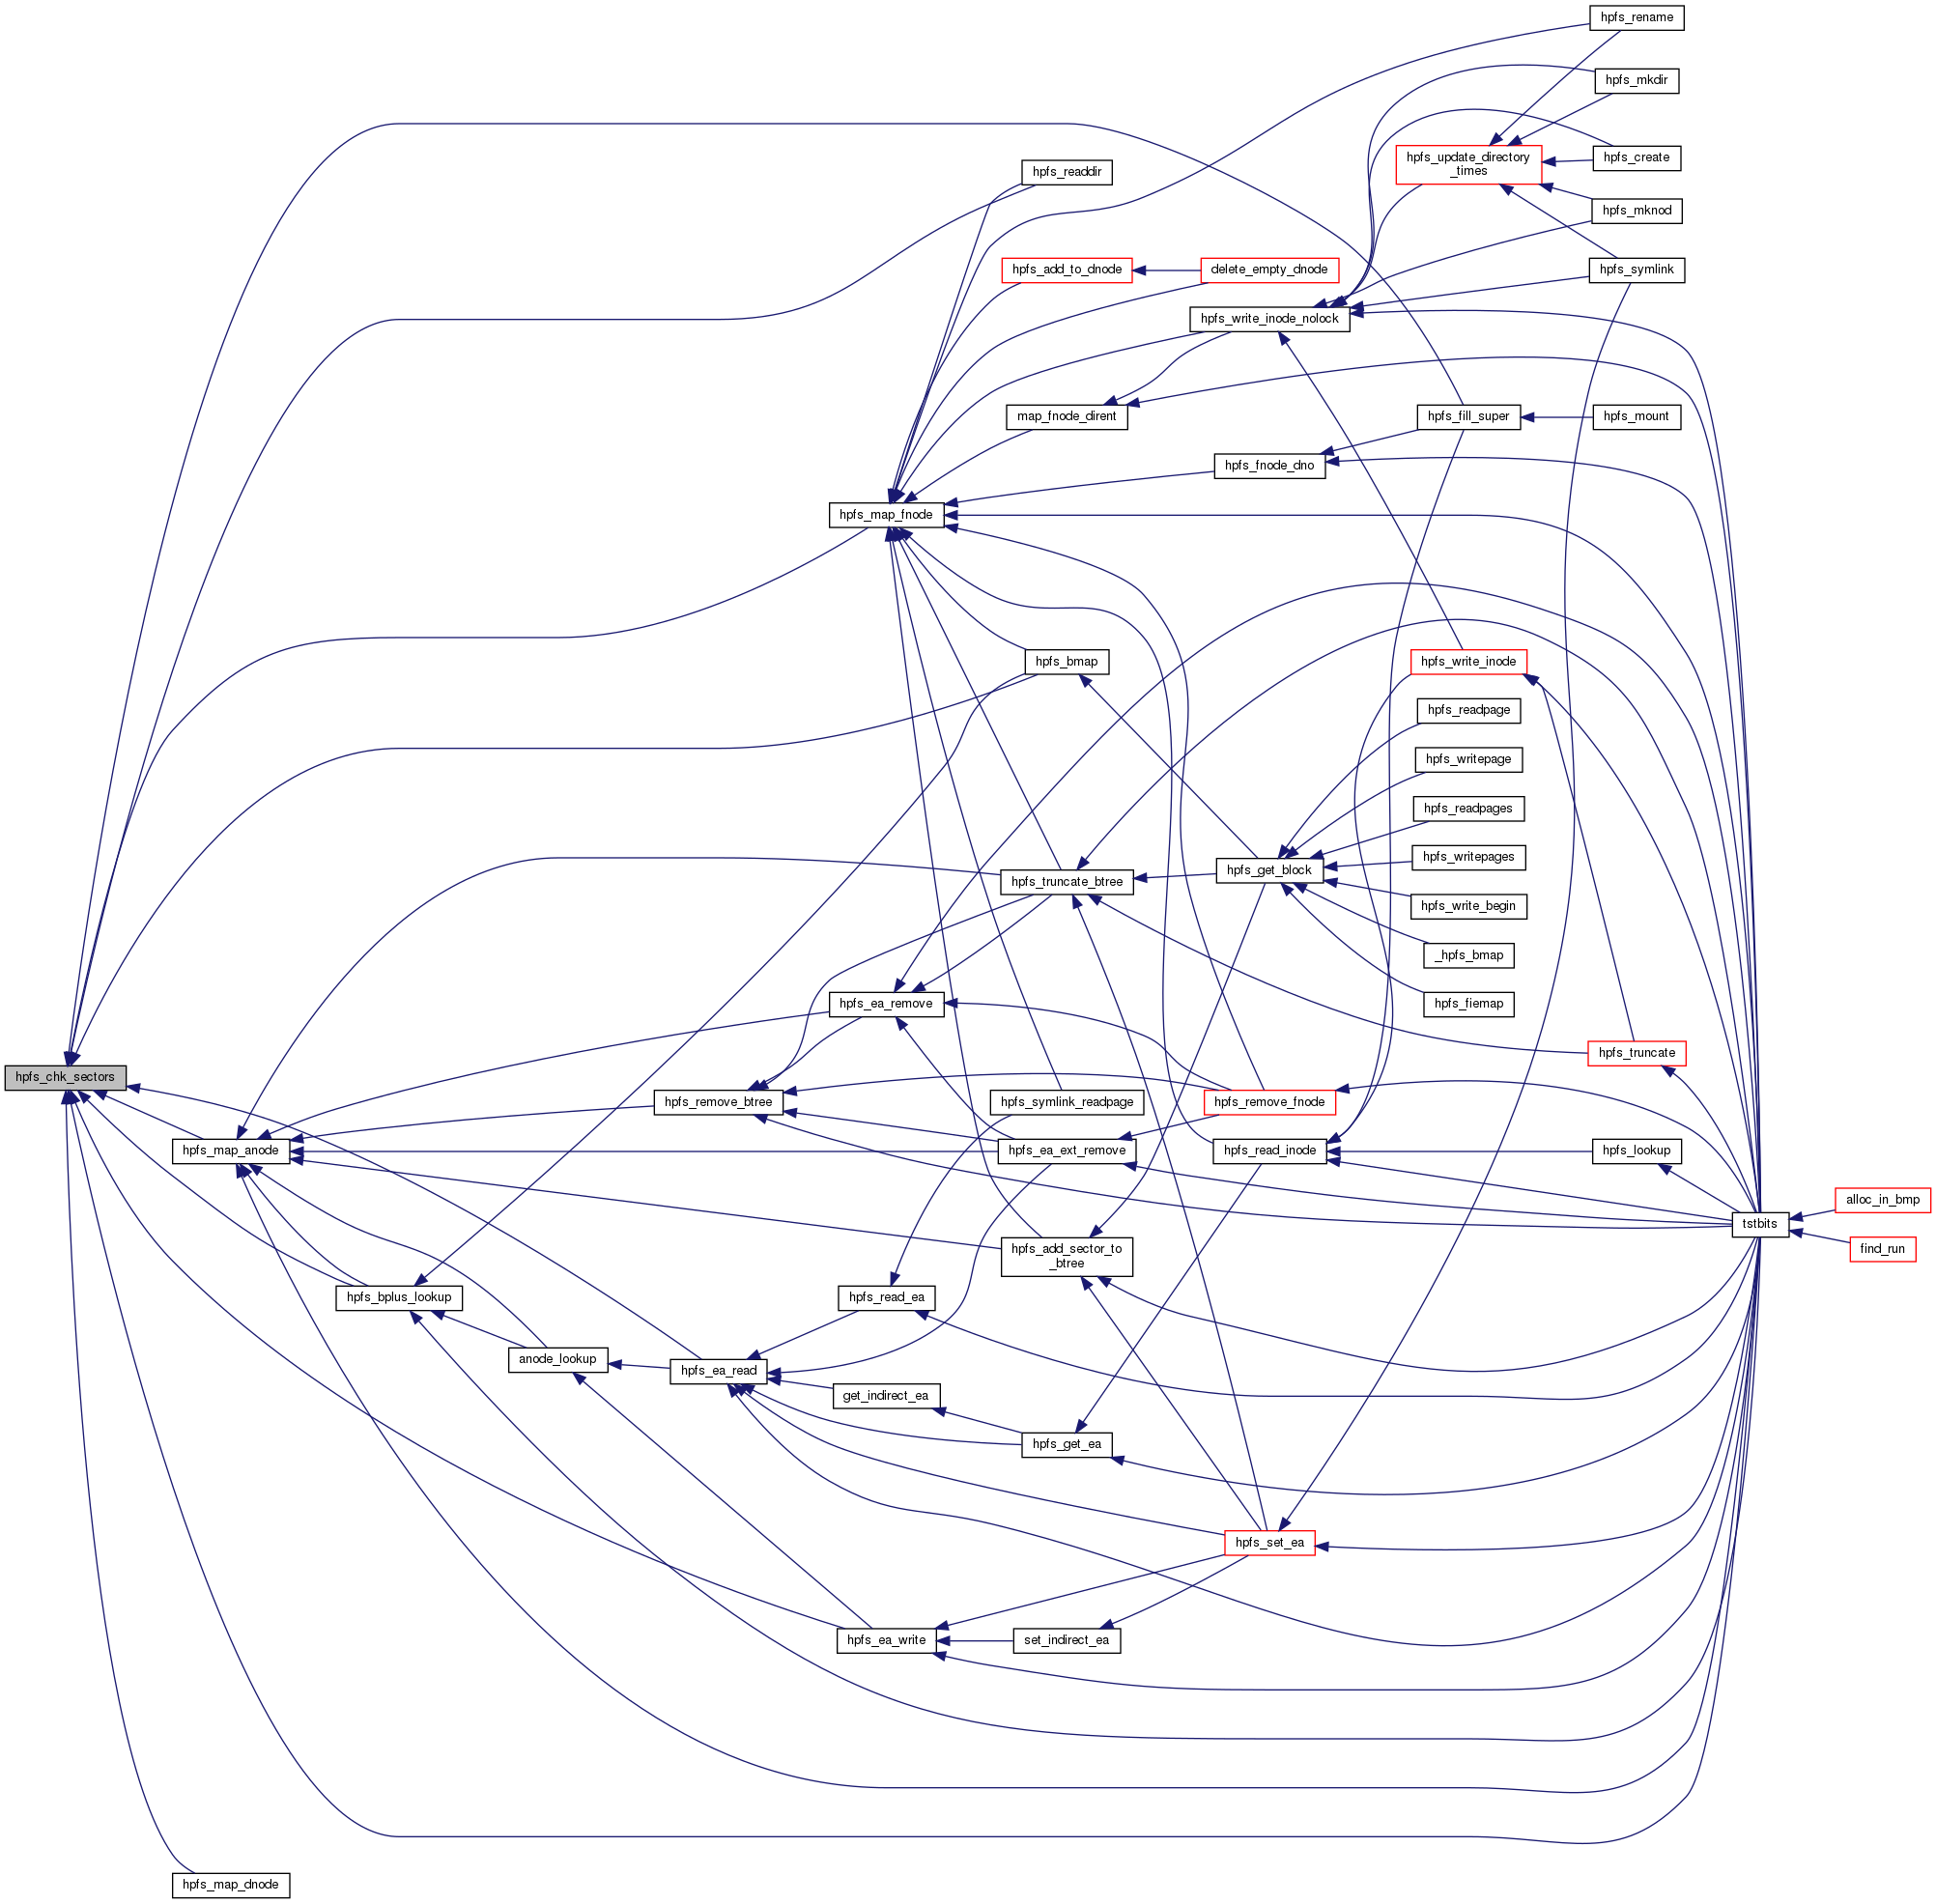 hpfs_rename
hpfs_mkdir
hpfs_update_directory
_times
hpfs_create
hpfs_readdir
hpfs_mknod
hpfs_add_to_dnode
delete_empty_dnode
hpfs_symlink
hpfs_write_inode_nolock
map_fnode_dirent
hpfs_fill_super
hpfs_mount
hpfs_fnode_dno
hpfs_map_fnode
hpfs_bmap
hpfs_write_inode
hpfs_readpage
hpfs_writepage
hpfs_readpages
hpfs_writepages
hpfs_get_block
hpfs_truncate_btree
hpfs_write_begin
_hpfs_bmap
hpfs_ea_remove
hpfs_fiemap
hpfs_truncate
hpfs_chk_sectors
hpfs_remove_btree
hpfs_symlink_readpage
hpfs_remove_fnode
hpfs_map_anode
hpfs_ea_ext_remove
hpfs_read_inode
hpfs_lookup
alloc_in_bmp
tstbits
find_run
hpfs_add_sector_to
_btree
hpfs_bplus_lookup
hpfs_read_ea
anode_lookup
hpfs_ea_read
get_indirect_ea
hpfs_get_ea
hpfs_set_ea
hpfs_ea_write
set_indirect_ea
hpfs_map_dnode